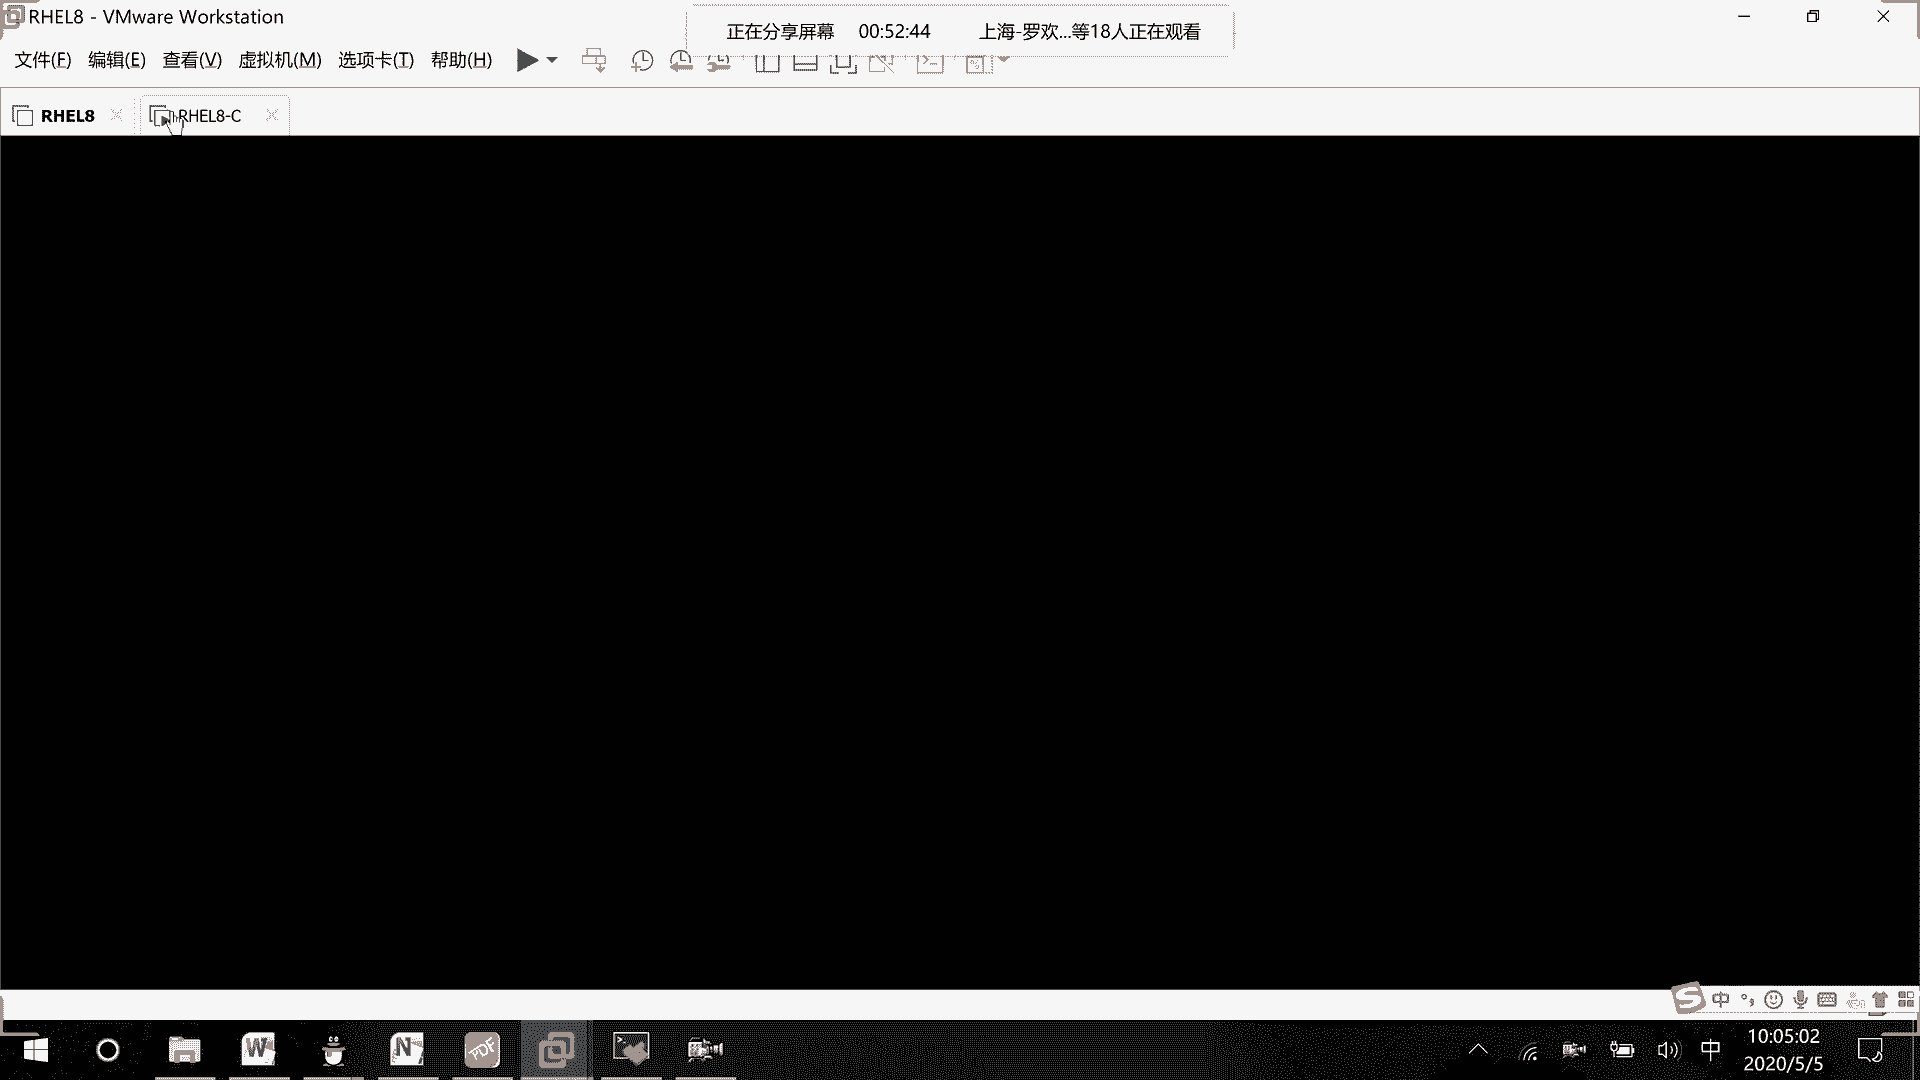 RHEL8 - VMware Workstation
正在分享屏幕 00:52:44 上海-罗欢...等18人正在观看
文件(F) 编辑(E) 查看(V) 虚拟机(M) 选项卡(T) 帮助(H)
RHEL8 RHEL8-C
中
W N PDF 中 10:05:02
2020/5/5